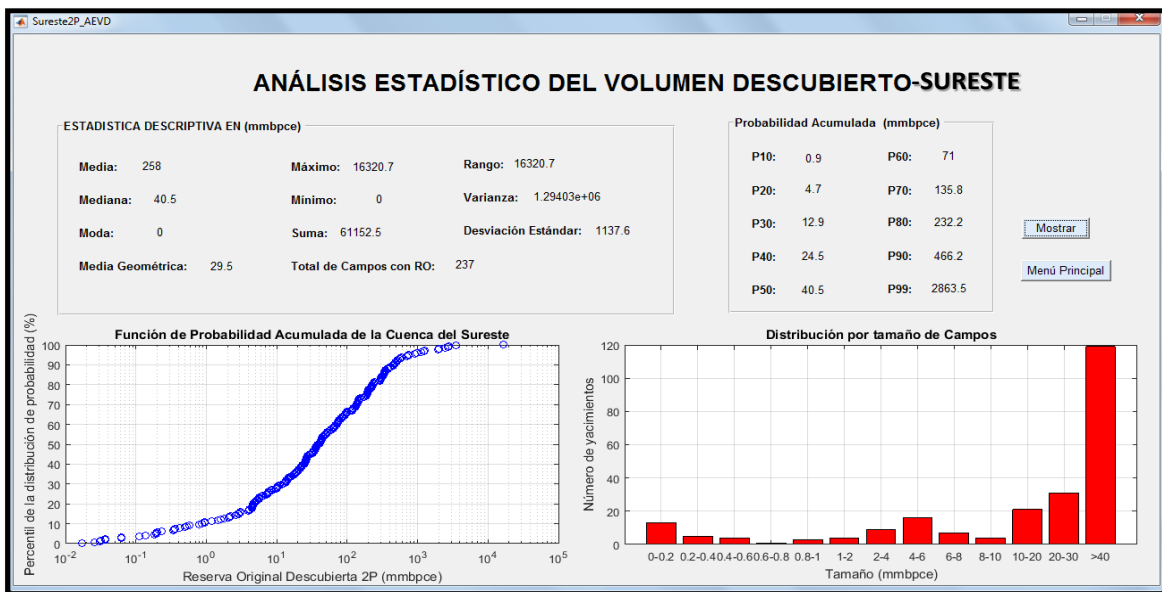 Sureste2P_AEVD
ANÁLISIS ESTADÍSTICO DEL VOLUMEN DESCUBIERTO-SURESTE
ESTADISTICA DESCRIPTIVA EN (mmbpce)
Media: 258 Máximo: 16320.7 Rango: 16320.7
Mediana: 40.5 Mínimo: 0 Varianza: 1.29403e+06
Moda: 0 Suma: 61152.5 Desviación Estándar: 1137.6
Media Geométrica: 29.5 Total de Campos con RO: 237
Probabilidad Acumulada (mmbpce)
P10: 0.9 P60: 71
P20: 4.7 P70: 135.8
P30: 12.9 P80: 232.2
P40: 24.5 P90: 466.2
P50: 40.5 P99: 2863.5
Mostrar
Menú Principal
Función de Probabilidad Acumulada de la Cuenca del Sureste
Percentil de la distribución de probabilidad (%)
100
90
80
70
60
50
40
30
20
10
0
10^-2 10^-1 10^0 10^1 10^2 10^3 10^4 10^5
Reserva Original Descubierta 2P (mmbpce)
Distribución por tamaño de Campos
Número de yacimientos
120
100
80
60
40
20
0
0-0.2 0.2-0.4 0.4-0.6 0.6-0.8 0.8-1 1-2 2-4 4-6 6-8 8-10 10-20 20-30 >40
Tamaño (mmbpce)